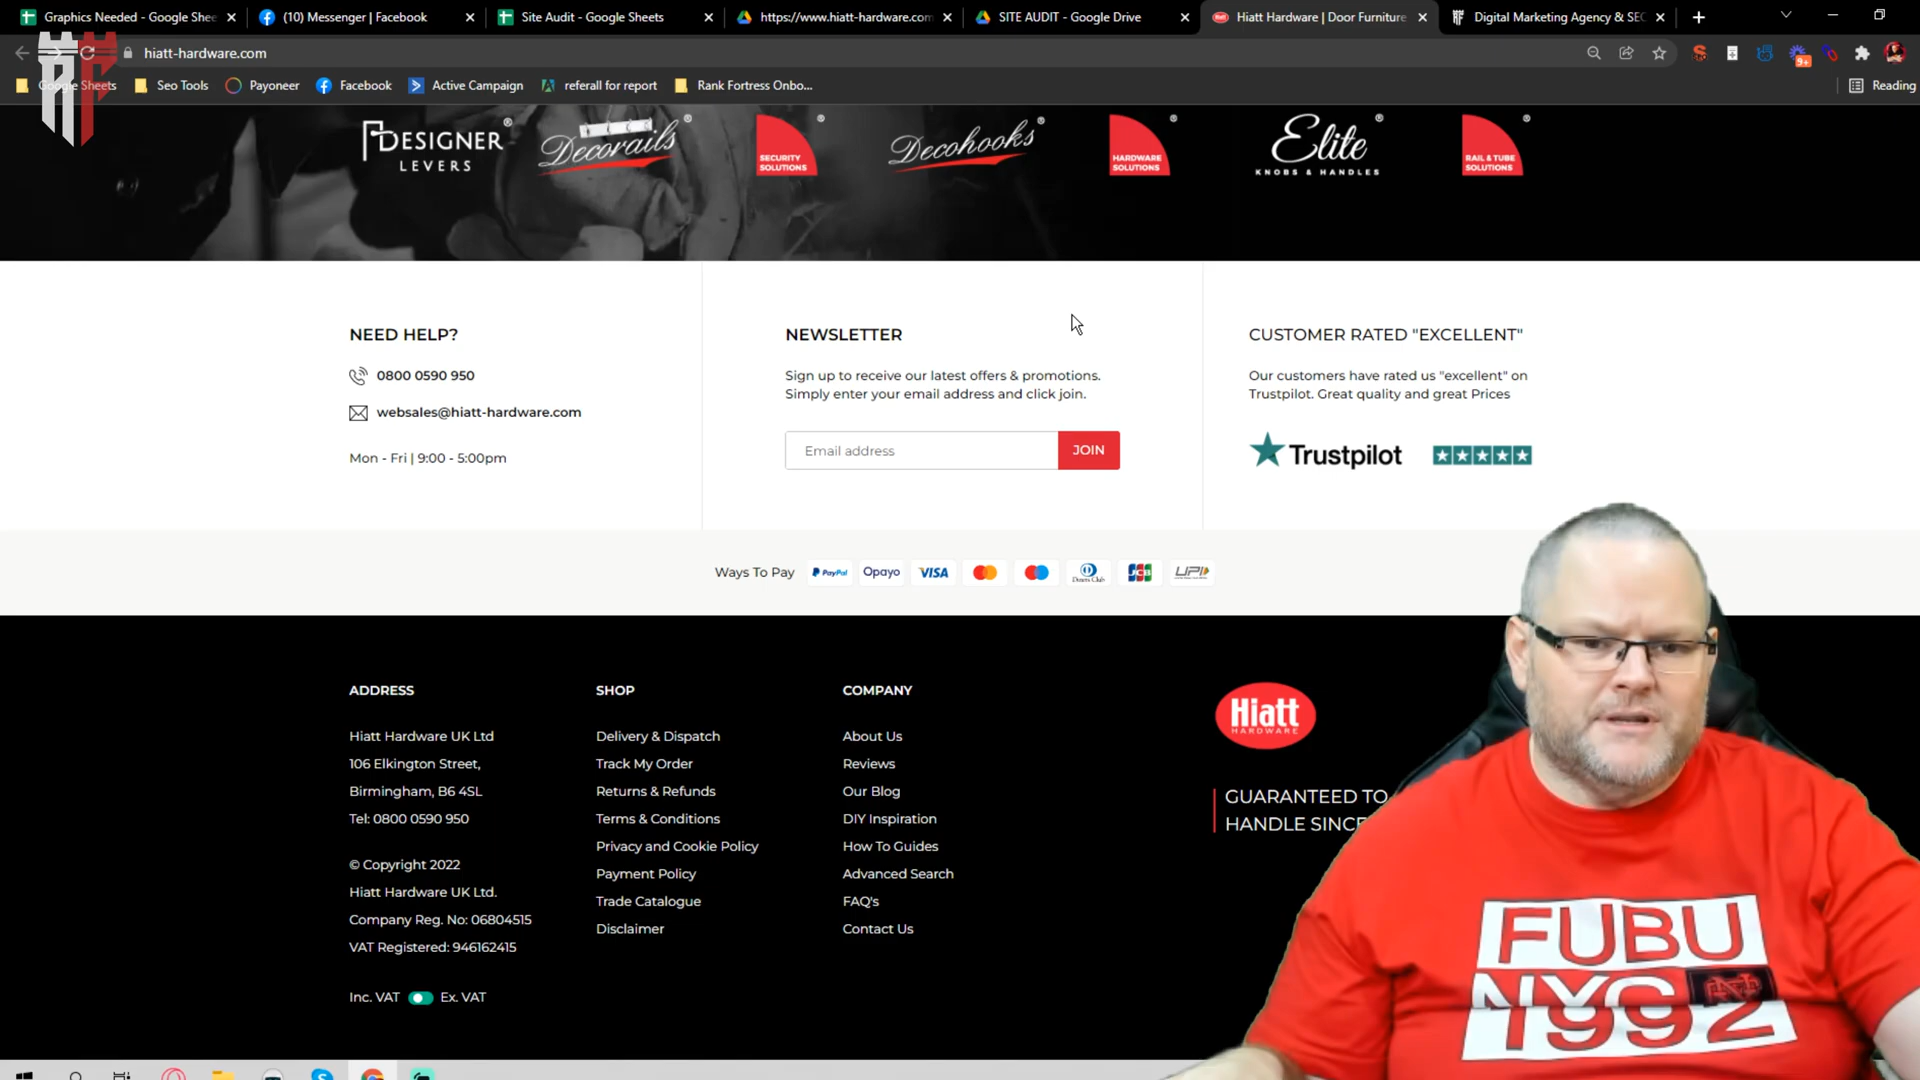 Graphics Needed - Google Shee
(10) Messenger | Facebook
Site Audit - Google Sheets
https://www.hiatt-hardware.com
SITE AUDIT - Google Drive
Hiatt Hardware | Door Furniture
Digital Marketing Agency & SEC
hiatt-hardware.com
9+
Google Sheets
Seo Tools
Payoneer
Facebook
Active Campaign
referall for report
Rank Fortress Onbo...
Reading
DESIGNER
LEVERS
Decorails
SECURITY
SOLUTIONS
Decohooks
HARDWARE
SOLUTIONS
Elite
KNOBS & HANDLES
RAIL & TUBE
SOLUTIONS
NEED HELP?
0800 0590 950
websales@hiatt-hardware.com
Mon - Fri | 9:00 - 5:00pm
NEWSLETTER
Sign up to receive our latest offers & promotions.
Simply enter your email address and click join.
Email address
JOIN
CUSTOMER RATED "EXCELLENT"
Our customers have rated us "excellent" on
Trustpilot. Great quality and great Prices
Trustpilot
Ways To Pay
PayPal
Opayo
VISA
Diners Club
JCB
UPI
ADDRESS
Hiatt Hardware UK Ltd
106 Elkington Street,
Birmingham, B6 4SL
Tel: 0800 0590 950
© Copyright 2022
Hiatt Hardware UK Ltd.
Company Reg. No: 06804515
VAT Registered: 946162415
Inc. VAT
Ex. VAT
SHOP
Delivery & Dispatch
Track My Order
Returns & Refunds
Terms & Conditions
Privacy and Cookie Policy
Payment Policy
Trade Catalogue
Disclaimer
COMPANY
About Us
Reviews
Our Blog
DIY Inspiration
How To Guides
Advanced Search
FAQ's
Contact Us
Hiatt
HARDWARE
GUARANTEED TO
HANDLE SINCE
FUBU
NYC
1992